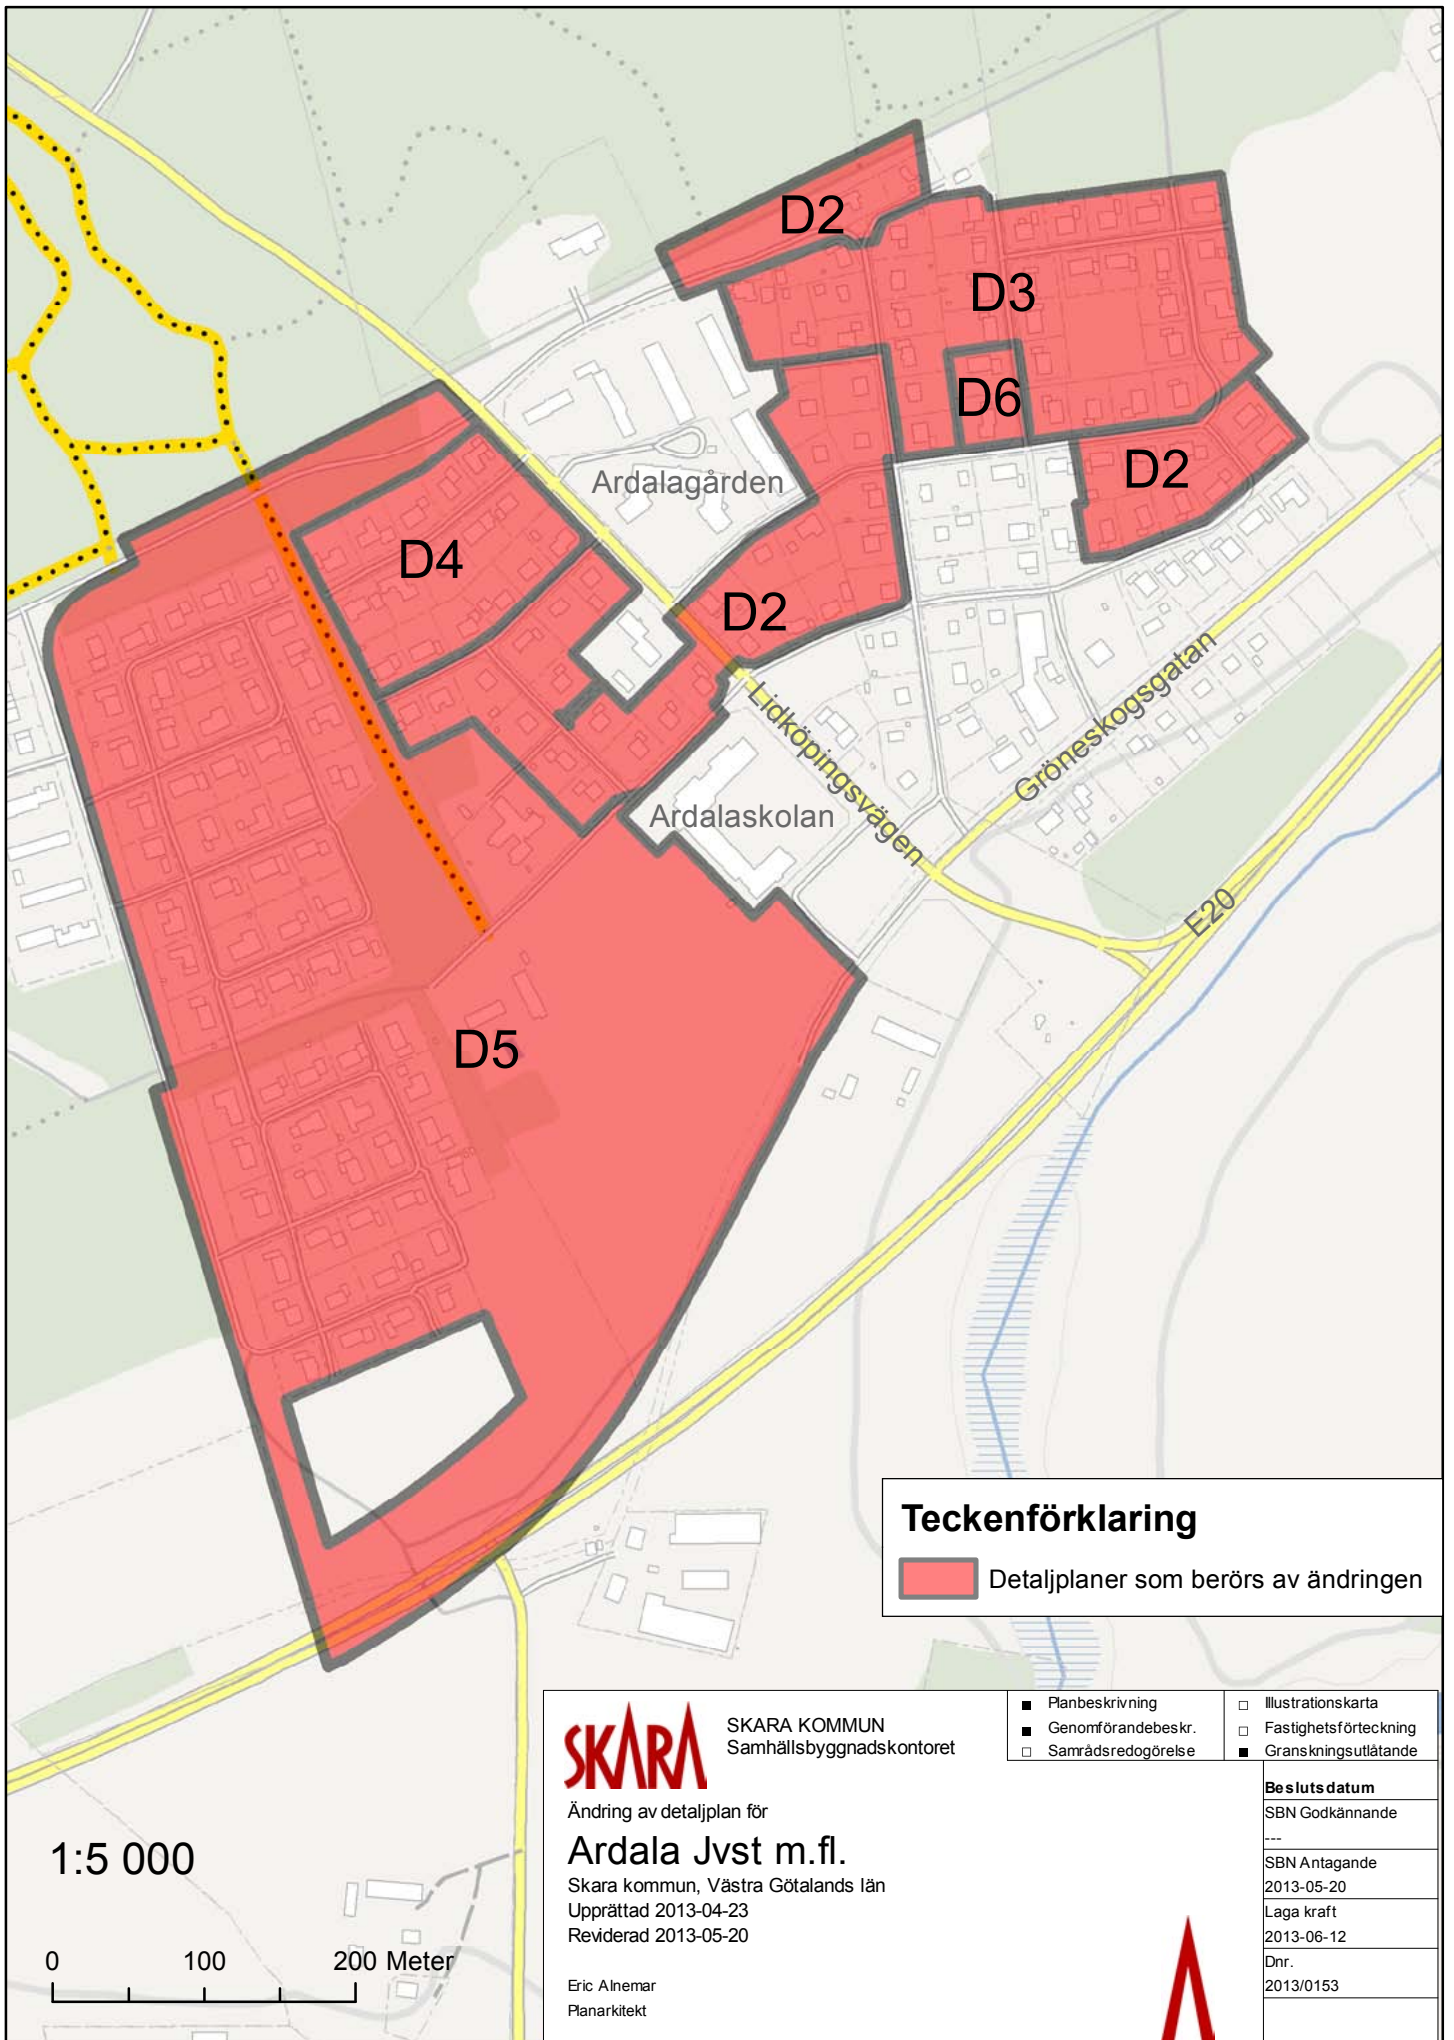 D2
D3
D6
D2
Ardalagården
D4
D2
Lidköpingsvägen
Gröneskogsgatan
Ardalaskolan
E20
D5
Teckenförklaring
Detaljplaner som berörs av ändringen
SKARA
SKARA KOMMUN
Samhällsbyggnadskontoret
■ Planbeskrivning
■ Genomförandebeskr.
□ Samrådsredogörelse
□ Illustrationskarta
□ Fastighetsförteckning
■ Granskningsutlåtande
Ändring av detaljplan för
Ardala Jvst m.fl.
Skara kommun, Västra Götalands län
Upprättad 2013-04-23
Reviderad 2013-05-20
Eric Alnemar
Planarkitekt
Beslutsdatum
SBN Godkännande
---
SBN Antagande
2013-05-20
Laga kraft
2013-06-12
Dnr.
2013/0153
1:5 000
0 100 200 Meter